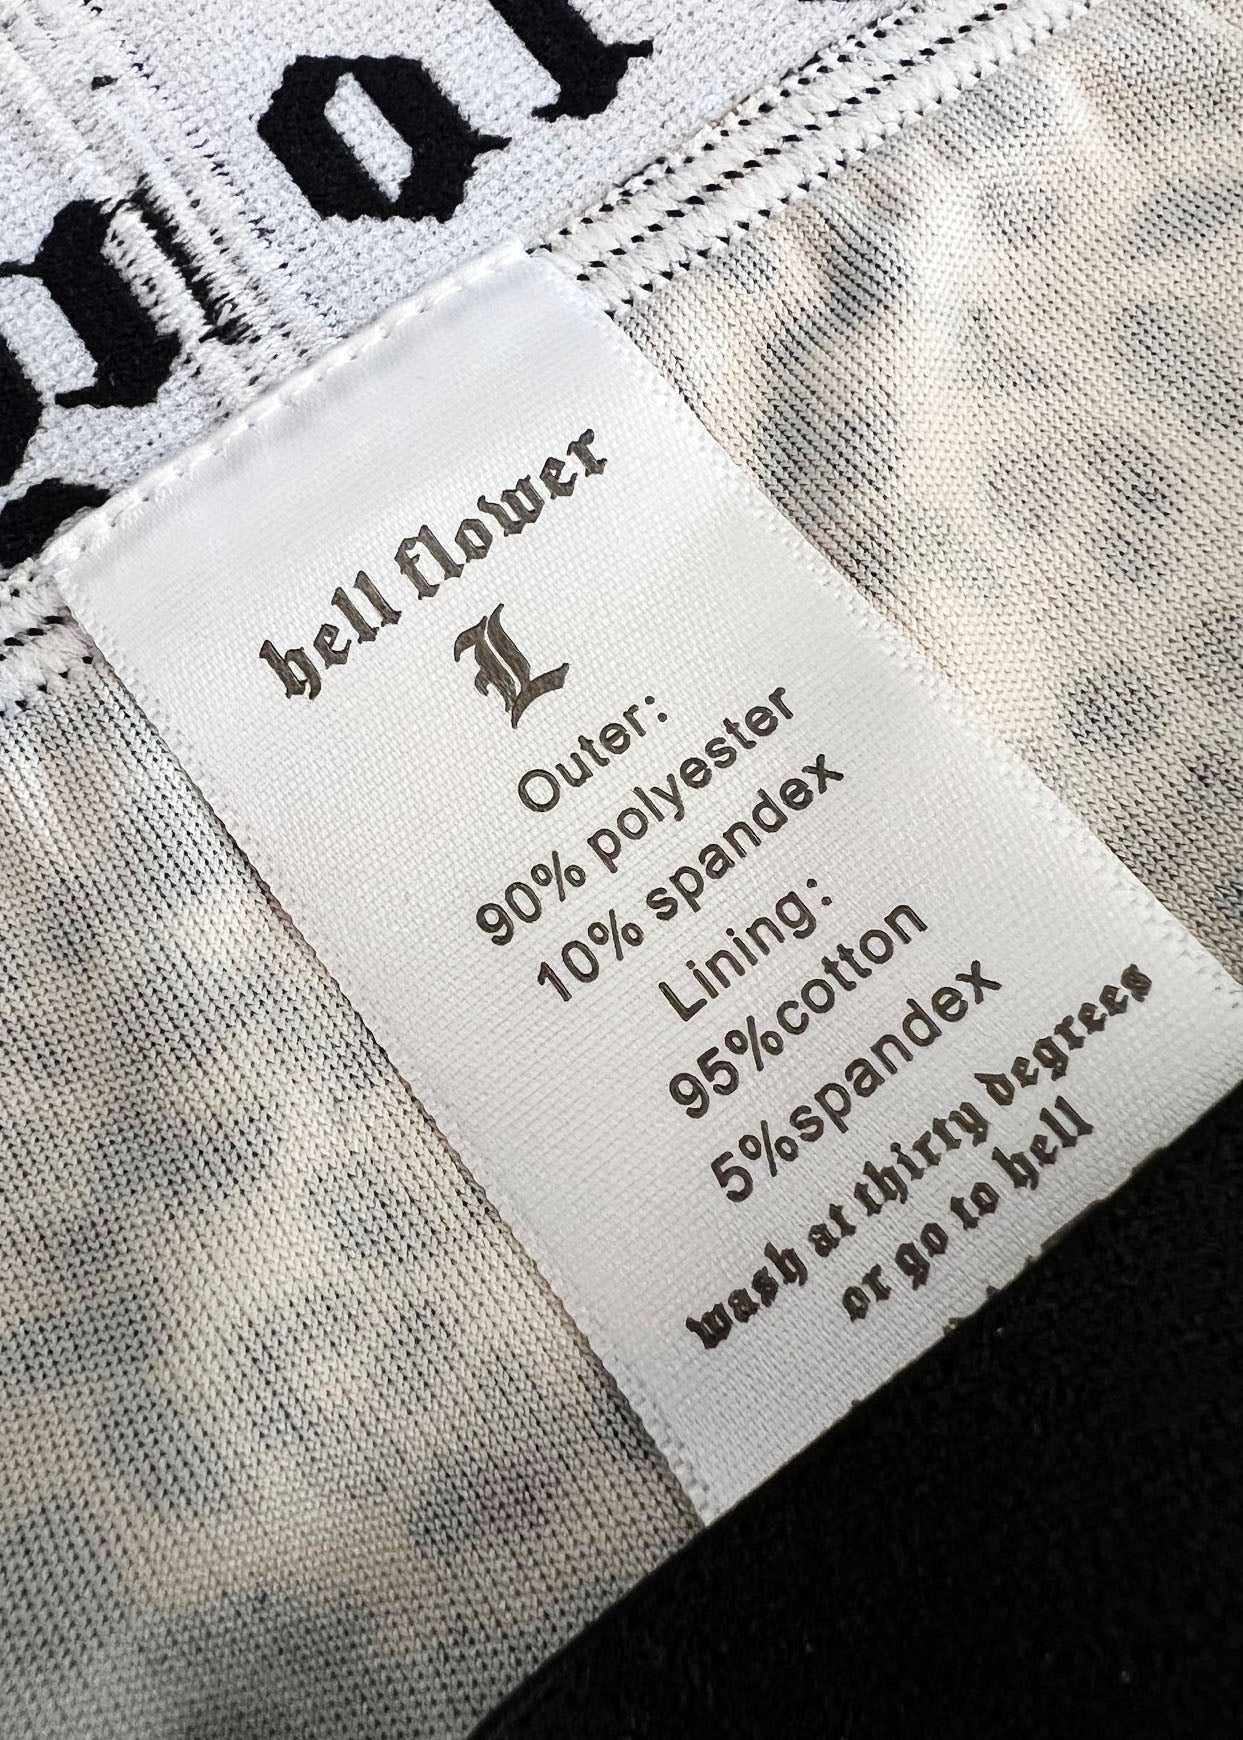 hell flower
L
Outer:
90% polyester
10% spandex
Lining:
95%cotton
5%spandex
wash at thirty degrees
or go to hell